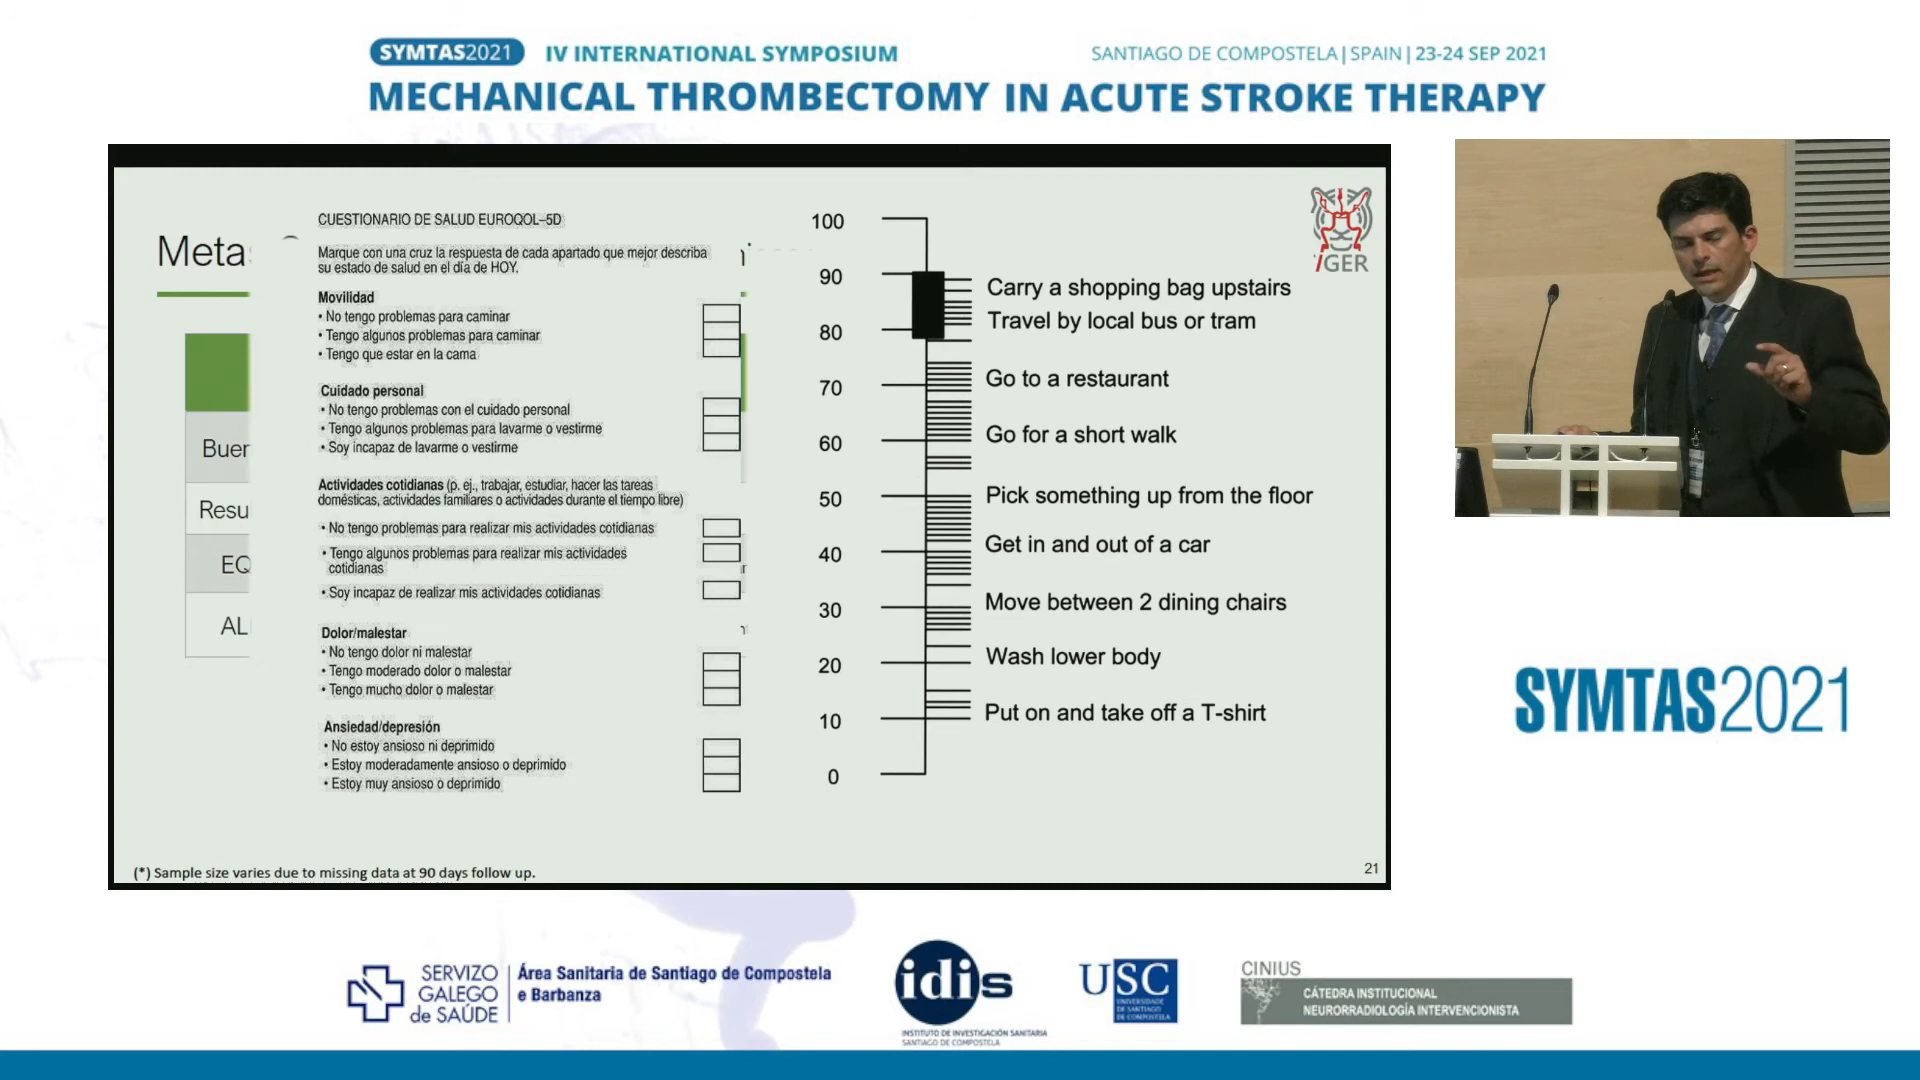 SYMTAS2021 IV INTERNATIONAL SYMPOSIUM
SANTIAGO DE COMPOSTELA | SPAIN | 23-24 SEP 2021
MECHANICAL THROMBECTOMY IN ACUTE STROKE THERAPY
Meta
Buer
Resu
EQ
AL
CUESTIONARIO DE SALUD EUROQOL–5D
Marque con una cruz la respuesta de cada apartado que mejor describa
su estado de salud en el día de HOY.
Movilidad
• No tengo problemas para caminar
• Tengo algunos problemas para caminar
• Tengo que estar en la cama
Cuidado personal
• No tengo problemas con el cuidado personal
• Tengo algunos problemas para lavarme o vestirme
• Soy incapaz de lavarme o vestirme
Actividades cotidianas (p. ej., trabajar, estudiar, hacer las tareas
domésticas, actividades familiares o actividades durante el tiempo libre)
• No tengo problemas para realizar mis actividades cotidianas
• Tengo algunos problemas para realizar mis actividades
cotidianas
• Soy incapaz de realizar mis actividades cotidianas
Dolor/malestar
• No tengo dolor ni malestar
• Tengo moderado dolor o malestar
• Tengo mucho dolor o malestar
Ansiedad/depresión
• No estoy ansioso ni deprimido
• Estoy moderadamente ansioso o deprimido
• Estoy muy ansioso o deprimido
100
90
80
70
60
50
40
30
20
10
0
Carry a shopping bag upstairs
Travel by local bus or tram
Go to a restaurant
Go for a short walk
Pick something up from the floor
Get in and out of a car
Move between 2 dining chairs
Wash lower body
Put on and take off a T-shirt
iGER
(*) Sample size varies due to missing data at 90 days follow up.
21
SYMTAS2021
SERVIZO
GALEGO
de SAÚDE
Área Sanitaria de Santiago de Compostela
e Barbanza
idis
INSTITUTO DE INVESTIGACIÓN SANITARIA
SANTIAGO DE COMPOSTELA
USC
UNIVERSIDADE
DE SANTIAGO
DE COMPOSTELA
CINIUS
CÁTEDRA INSTITUCIONAL
NEURORRADIOLOGÍA INTERVENCIONISTA